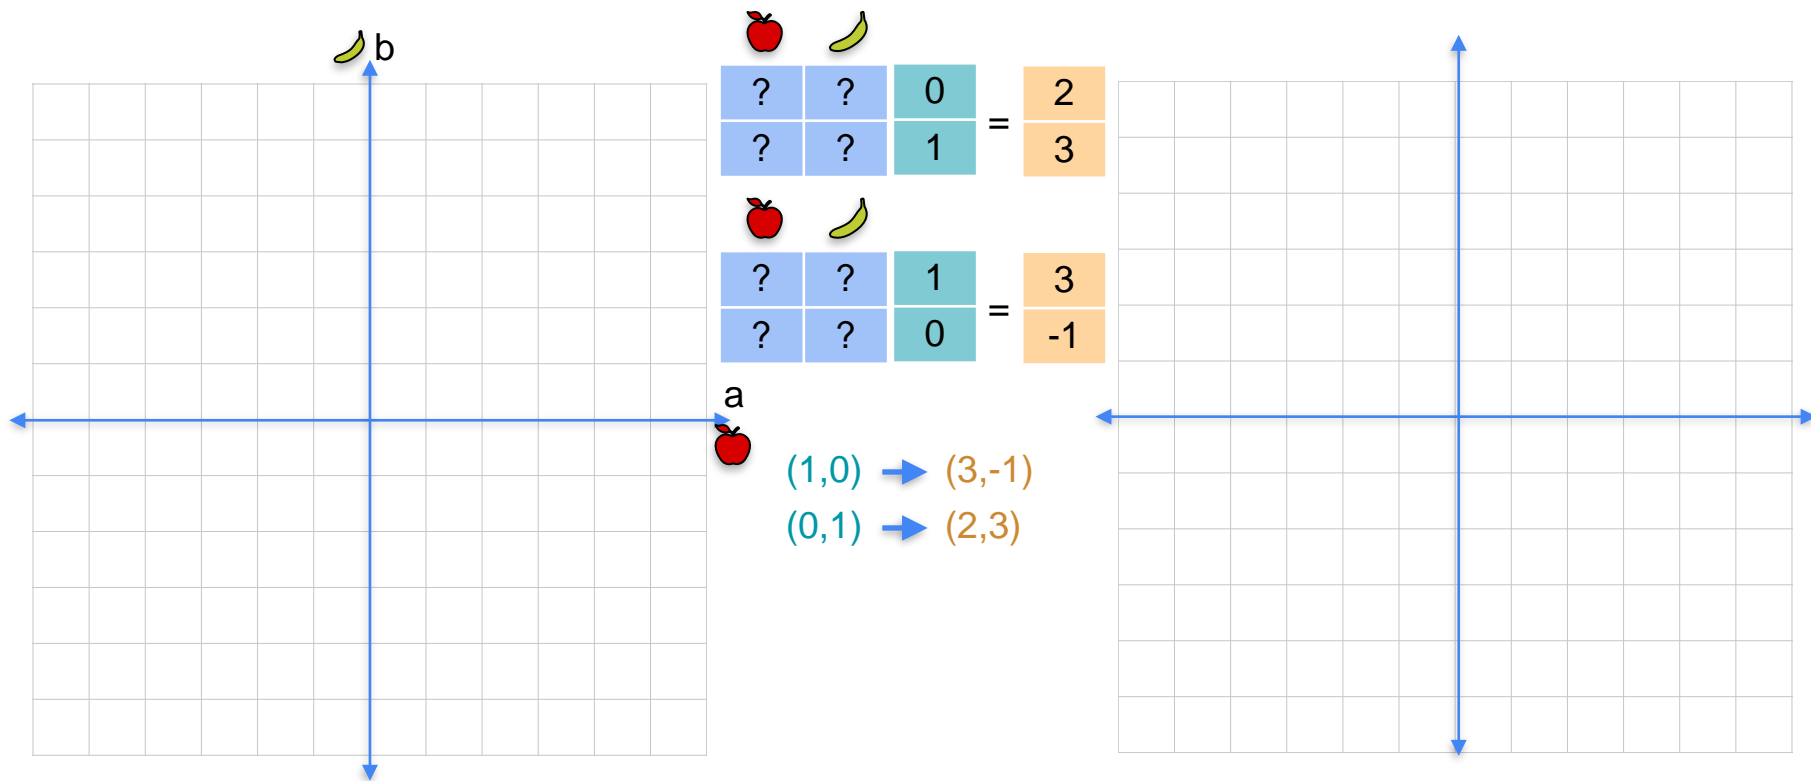 b
? ? 0 = 2
? ? 1 3
? ? 1 = 3
? ? 0 -1
a
(1,0) (3,-1)
(0,1) (2,3)